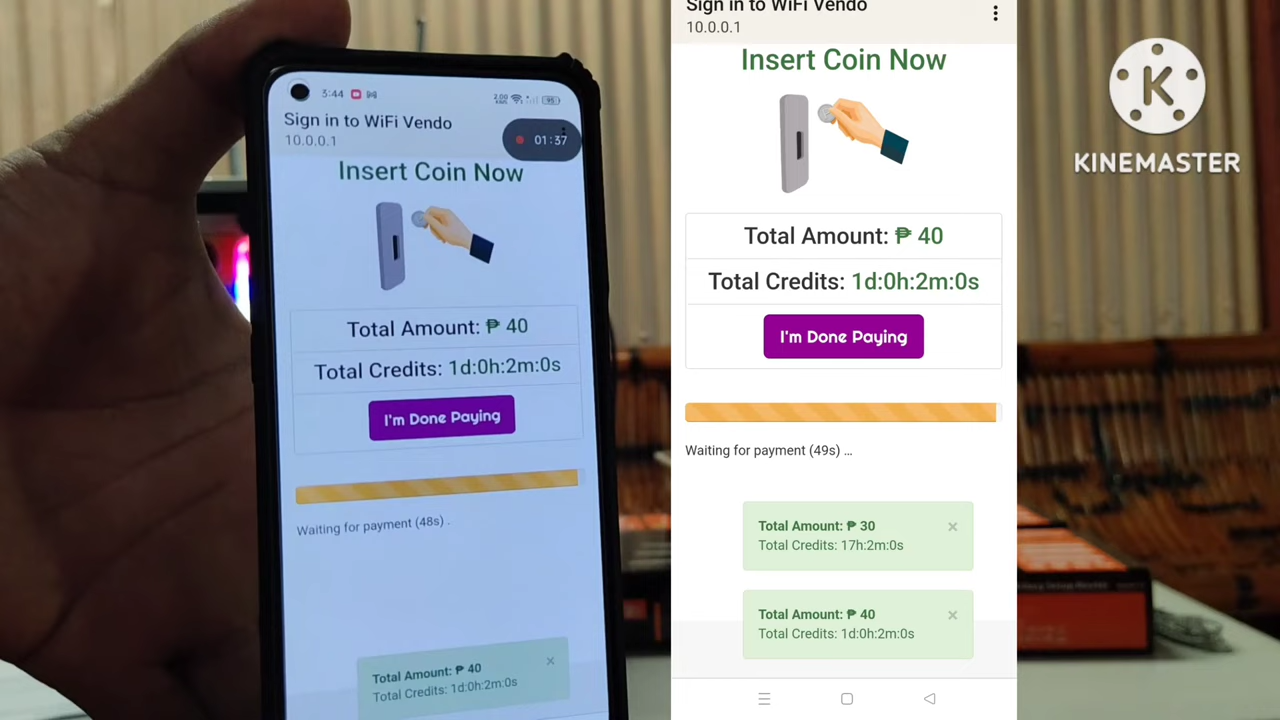 3:44
01:37
Sign in to WiFi Vendo
10.0.0.1
Insert Coin Now
Total Amount: ₱ 40
Total Credits: 1d:0h:2m:0s
I'm Done Paying
Waiting for payment (48s) .
Total Amount: ₱ 40
Total Credits: 1d:0h:2m:0s
Sign in to WiFi Vendo
10.0.0.1
Insert Coin Now
Total Amount: ₱ 40
Total Credits: 1d:0h:2m:0s
I'm Done Paying
Waiting for payment (49s) …
Total Amount: ₱ 30
Total Credits: 17h:2m:0s
Total Amount: ₱ 40
Total Credits: 1d:0h:2m:0s
K
KINEMASTER